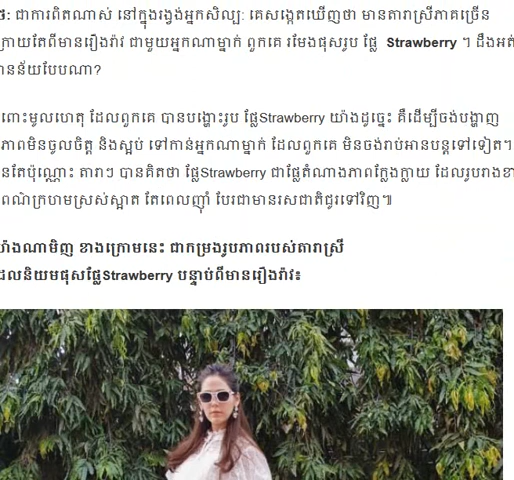 ថ៖ ជាការពិតណាស់ នៅក្នុងរង្វង់អ្នកសិល្បៈ គេសង្កេតឃើញថា មានតារាស្រីភាគច្រើន
ក្រោយតែពីមានរឿងរ៉ាវ ជាមួយអ្នកណាម្នាក់ ពួកគេ រមែងផុសរូប ផ្លែ Strawberry ។ ដឹងអត់
មានន័យបែបណា?
ពោះមូលហេតុ ដែលពួកគេ បានបង្ហោះរូប ផ្លែStrawberry យ៉ាងដូច្នេះ គឺដើម្បីចង់បង្ហាញ
ភាពមិនចូលចិត្ត និងស្អប់ ទៅកាន់អ្នកណាម្នាក់ ដែលពួកគេ មិនចង់រាប់អានបន្តទៅទៀត។
នតែប៉ុណ្ណោះ តារាៗ បានគិតថា ផ្លែStrawberry ជាផ្លែតំណាងភាពក្លែងក្លាយ ដែលរូបរាងខា
ពណ៌ក្រហមស្រស់ស្អាត តែពេលញ៉ាំ បែរជាមានរសជាតិជូរទៅវិញ៕
យ៉ាងណាមិញ ខាងក្រោមនេះ ជាកម្រងរូបភាពរបស់តារាស្រី
ដែលនិយមផុសផ្លែStrawberry បន្ទាប់ពីមានរឿងរ៉ាវ៖